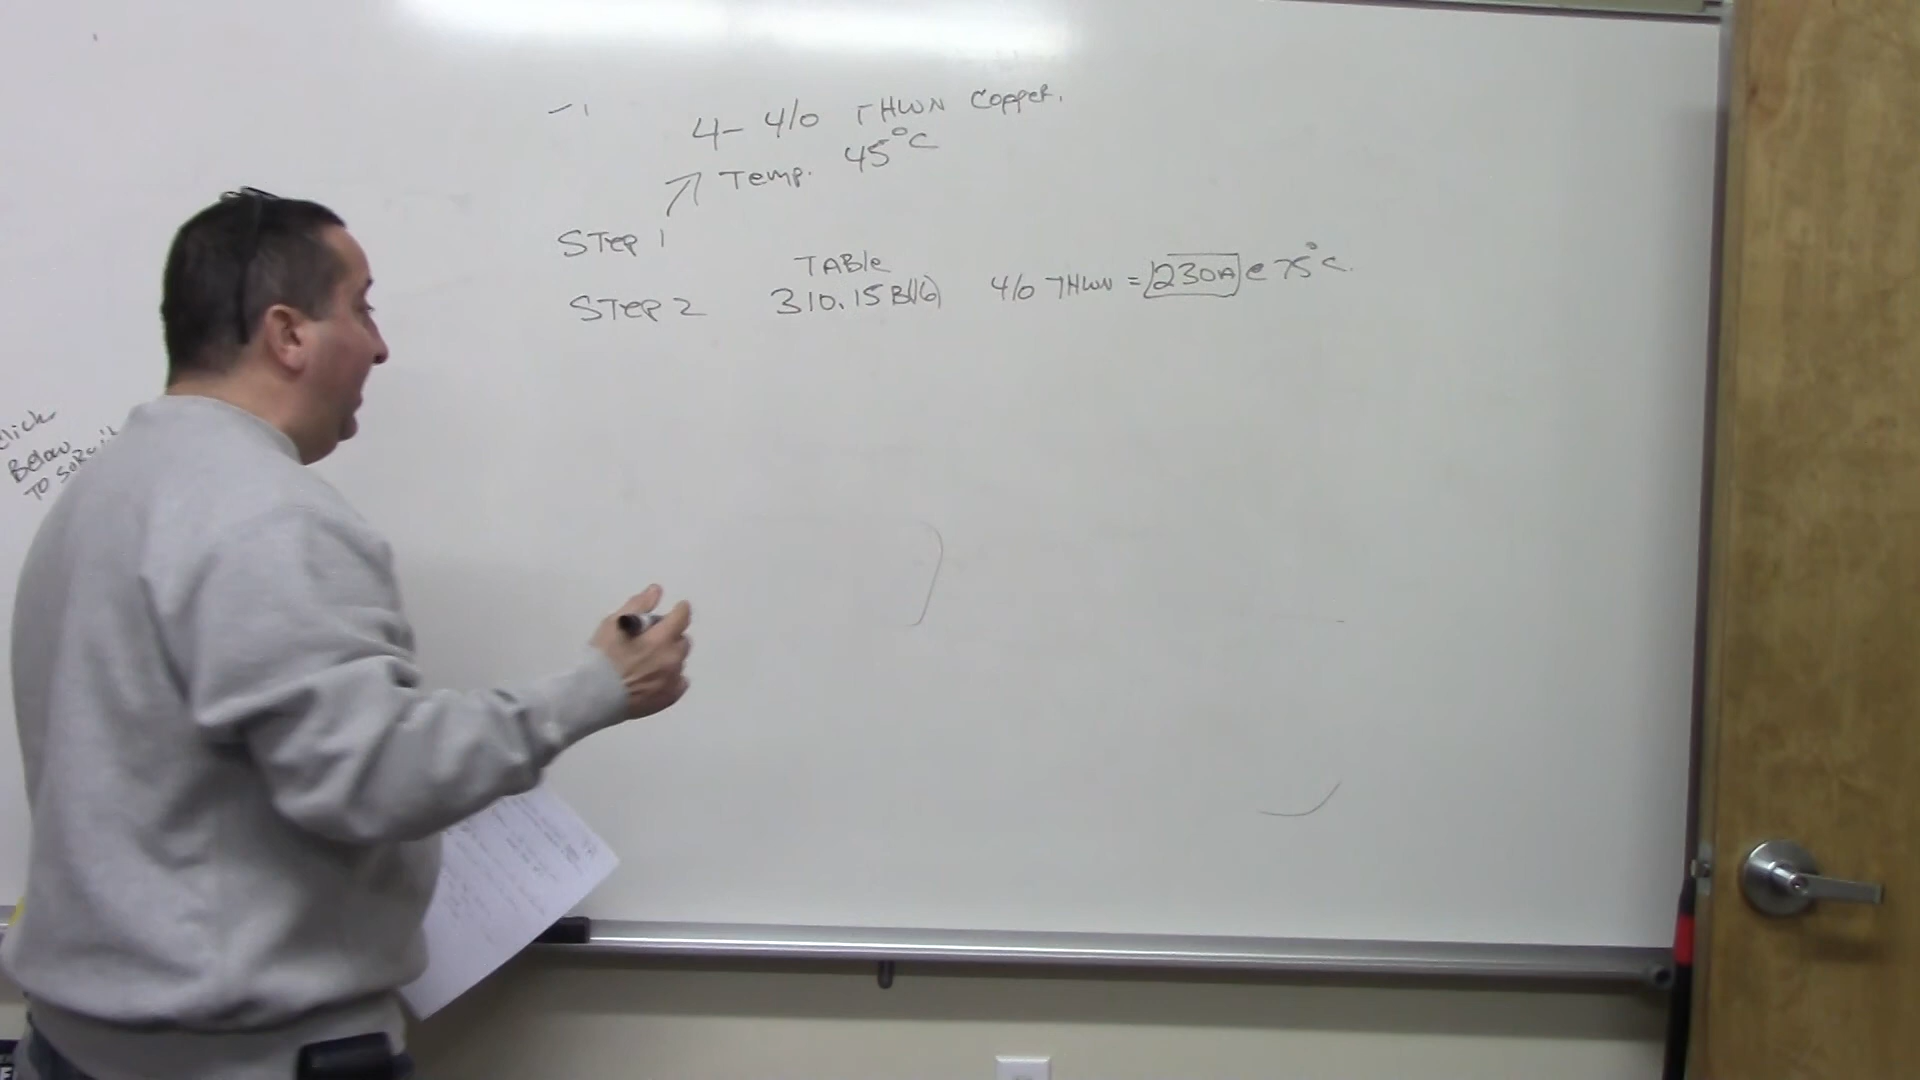 4- 4/0 THWN Copper.
Temp. 45°C
STEP 1
TABle
STEP 2 310.15B(16) 4/0 THWN = 230A @ 75°C.
Click
Below
TO